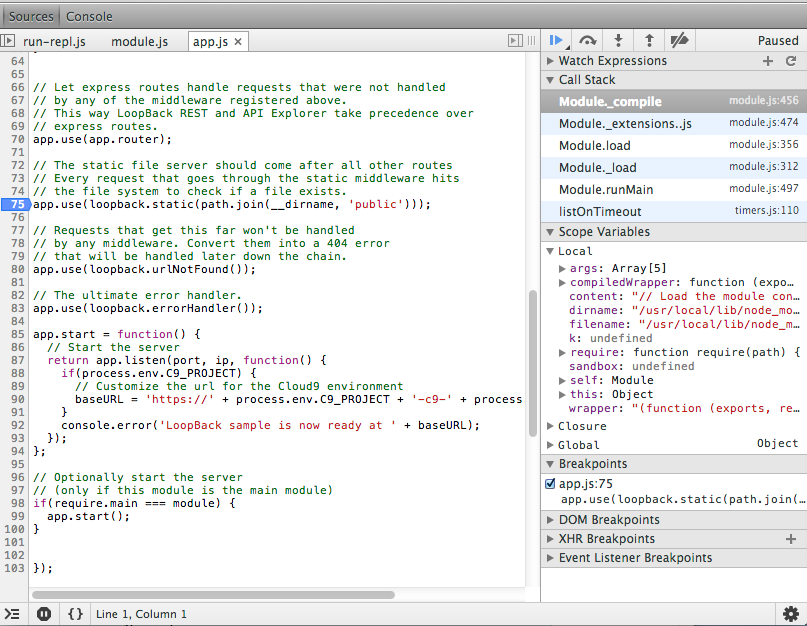 Sources Console
run-repl.js module.js app.js ×
Paused
64
65
66 // Let express routes handle requests that were not handled
67 // by any of the middleware registered above.
68 // This way LoopBack REST and API Explorer take precedence over
69 // express routes.
70 app.use(app.router);
71
72 // The static file server should come after all other routes
73 // Every request that goes through the static middleware hits
74 // the file system to check if a file exists.
75 app.use(loopback.static(path.join(__dirname, 'public')));
76
77 // Requests that get this far won't be handled
78 // by any middleware. Convert them into a 404 error
79 // that will be handled later down the chain.
80 app.use(loopback.urlNotFound());
81
82 // The ultimate error handler.
83 app.use(loopback.errorHandler());
84
85 app.start = function() {
86 // Start the server
87 return app.listen(port, ip, function() {
88 if(process.env.C9_PROJECT) {
89 // Customize the url for the Cloud9 environment
90 baseURL = 'https://' + process.env.C9_PROJECT + '-c9-' + process
91 }
92 console.error('LoopBack sample is now ready at ' + baseURL);
93 });
94 };
95
96 // Optionally start the server
97 // (only if this module is the main module)
98 if(require.main === module) {
99 app.start();
100 }
101
102
103 });
{} Line 1, Column 1
Watch Expressions
Call Stack
Module._compile module.js:456
Module._extensions..js module.js:474
Module.load module.js:356
Module._load module.js:312
Module.runMain module.js:497
listOnTimeout timers.js:110
Scope Variables
Local
args: Array[5]
compiledWrapper: function (expo…
content: "// Load the module con…
dirname: "/usr/local/lib/node_mo…
filename: "/usr/local/lib/node_m…
k: undefined
require: function require(path) {
sandbox: undefined
self: Module
this: Object
wrapper: "(function (exports, re…
Closure
Global Object
Breakpoints
app.js:75
app.use(loopback.static(path.join(…
DOM Breakpoints
XHR Breakpoints
Event Listener Breakpoints